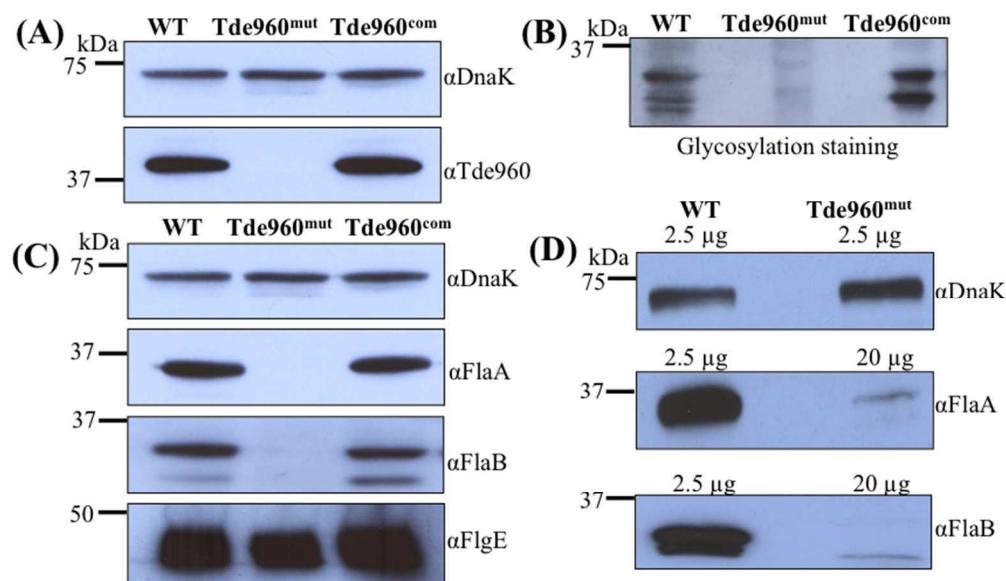 (A)
kDa
WT Tde960mut Tde960com
75
αDnaK
37
αTde960
(B)
kDa
WT Tde960mut Tde960com
37
Glycosylation staining
(C)
kDa
WT Tde960mut Tde960com
75
αDnaK
37
αFlaA
37
αFlaB
50
αFlgE
(D)
kDa
WT Tde960mut
2.5 µg 2.5 µg
75
αDnaK
2.5 µg 20 µg
37
αFlaA
2.5 µg 20 µg
37
αFlaB